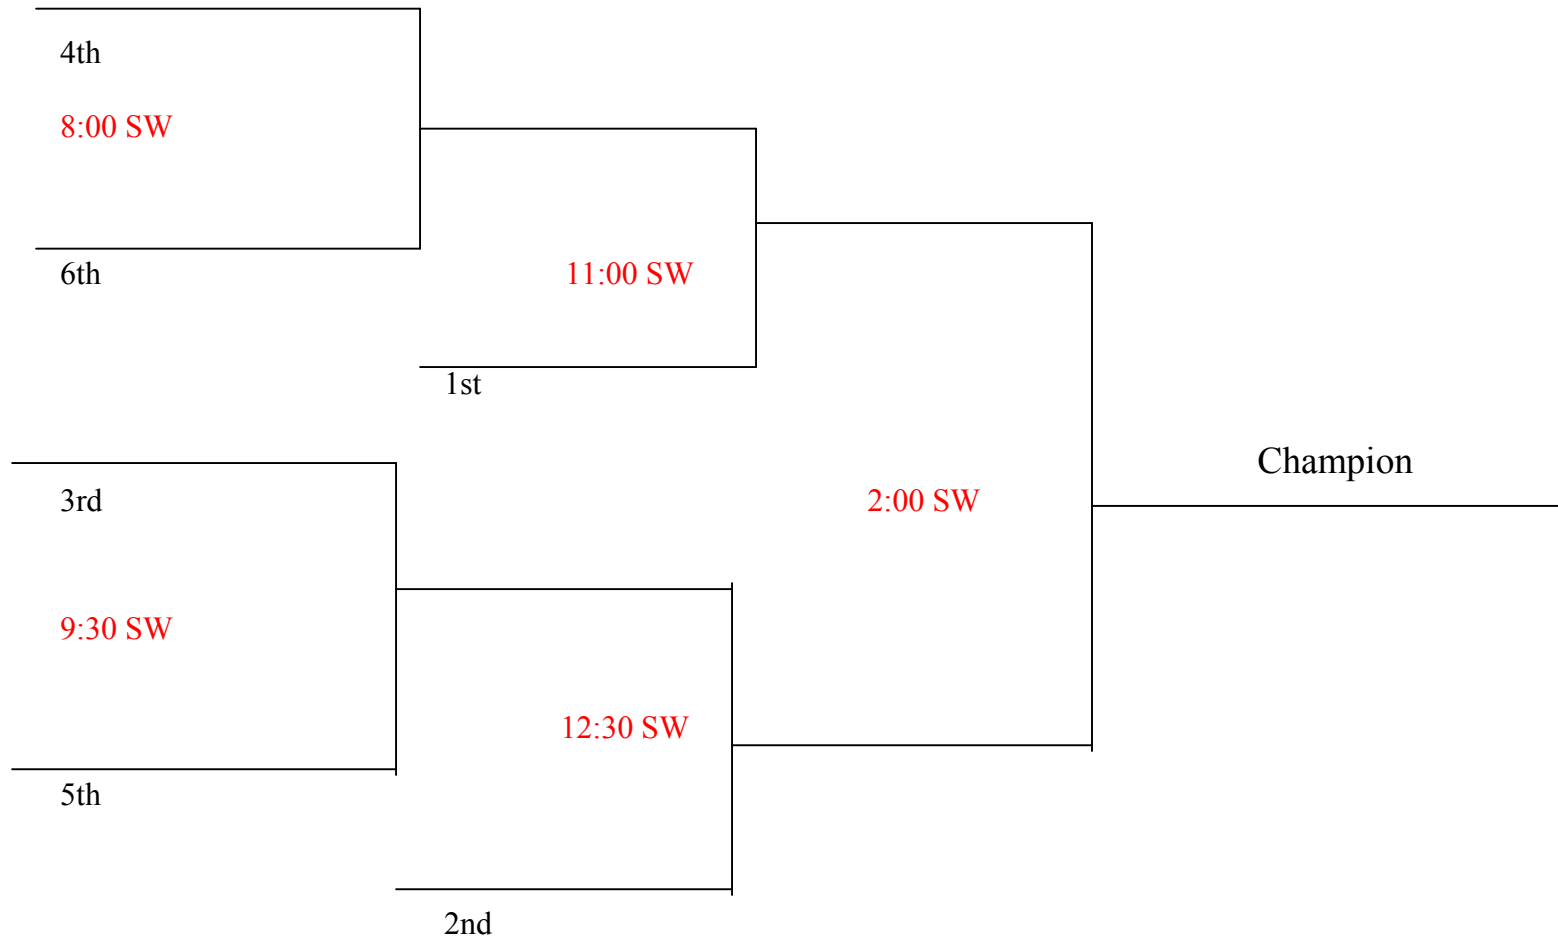 4th
8:00 SW
6th
11:00 SW
1st
Champion
3rd
2:00 SW
9:30 SW
12:30 SW
5th
2nd